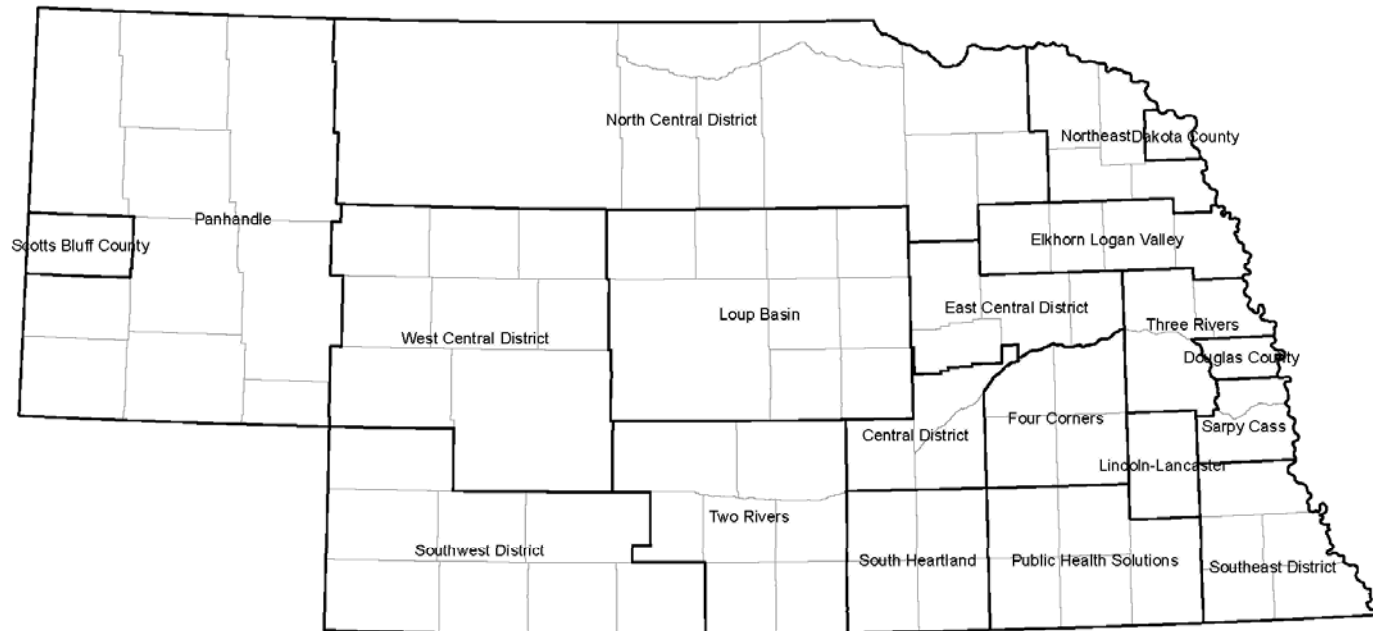 North Central District
Northeast
Dakota County
Panhandle
Scotts Bluff County
Elkhorn Logan Valley
East Central District
Loup Basin
Three Rivers
West Central District
Douglas County
Four Corners
Sarpy Cass
Central District
Lincoln-Lancaster
Two Rivers
Southwest District
South Heartland
Public Health Solutions
Southeast District